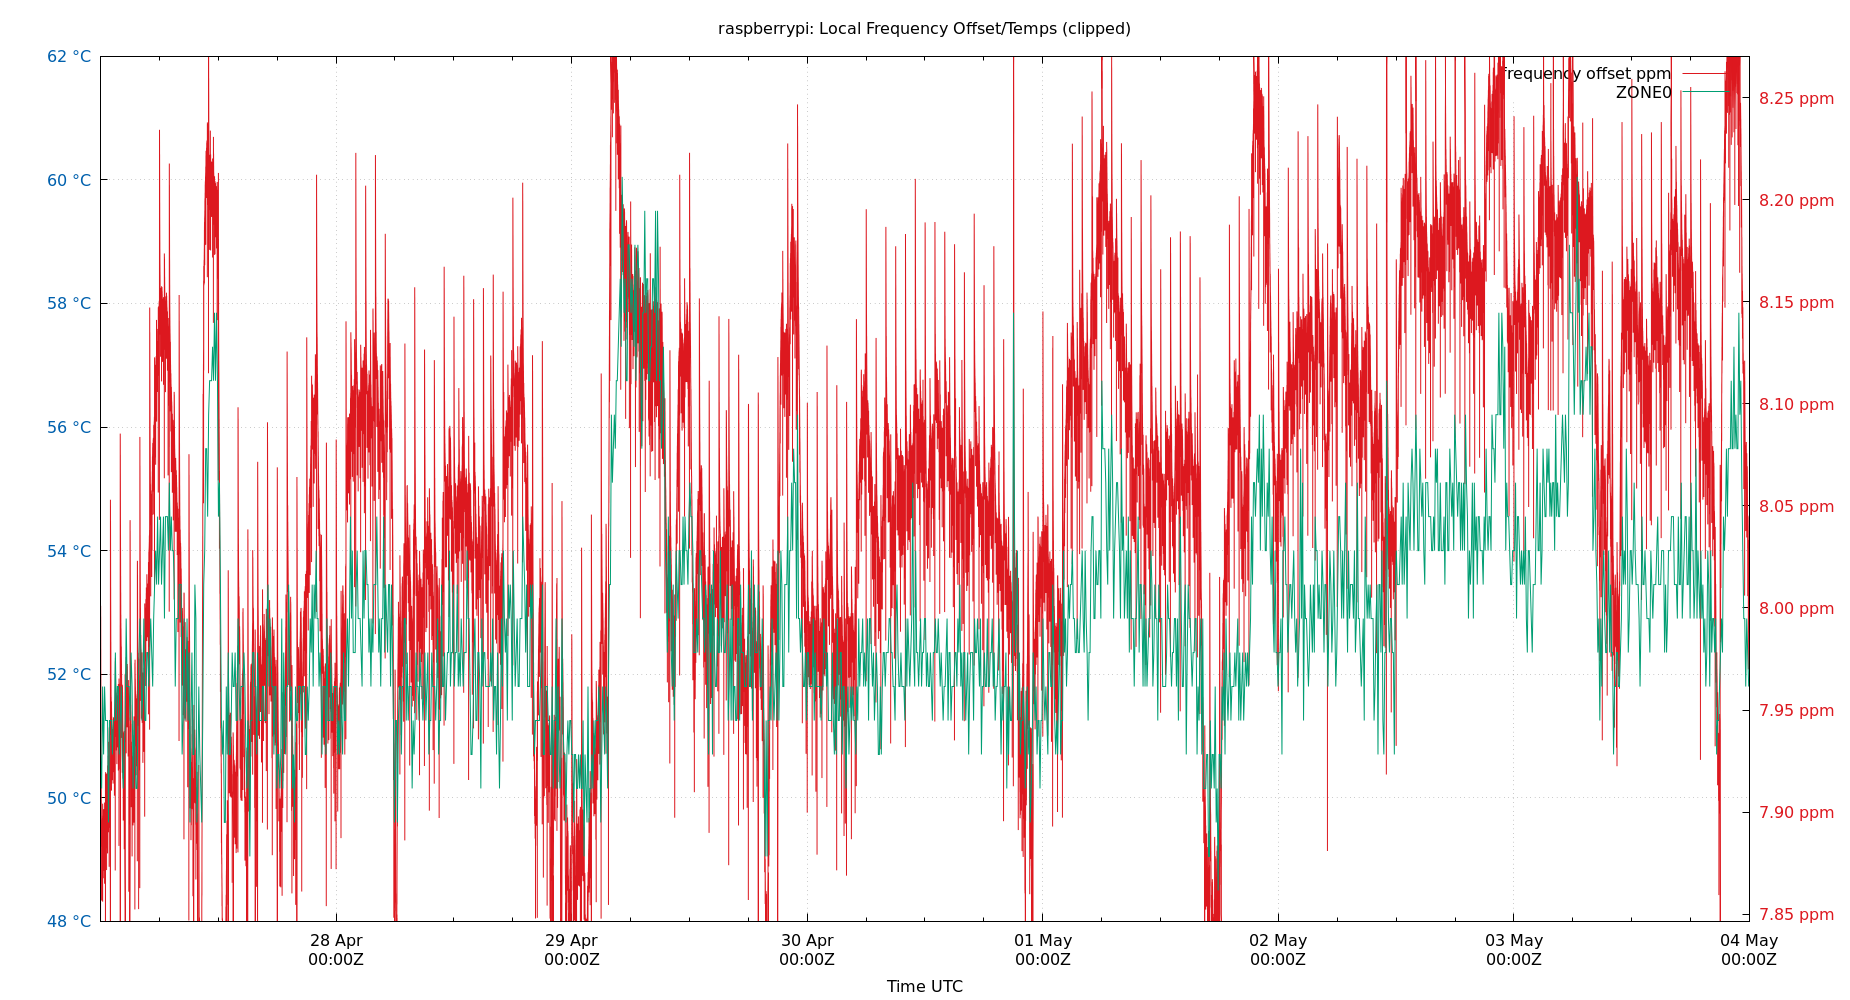 raspberrypi: Local Frequency Offset/Temps (clipped)
62 °C
60 °C
58 °C
56 °C
54 °C
52 °C
50 °C
48 °C
frequency offset ppm
ZONE0
8.25 ppm
8.20 ppm
8.15 ppm
8.10 ppm
8.05 ppm
8.00 ppm
7.95 ppm
7.90 ppm
7.85 ppm
28 Apr
00:00Z
29 Apr
00:00Z
30 Apr
00:00Z
01 May
00:00Z
02 May
00:00Z
03 May
00:00Z
04 May
00:00Z
Time UTC